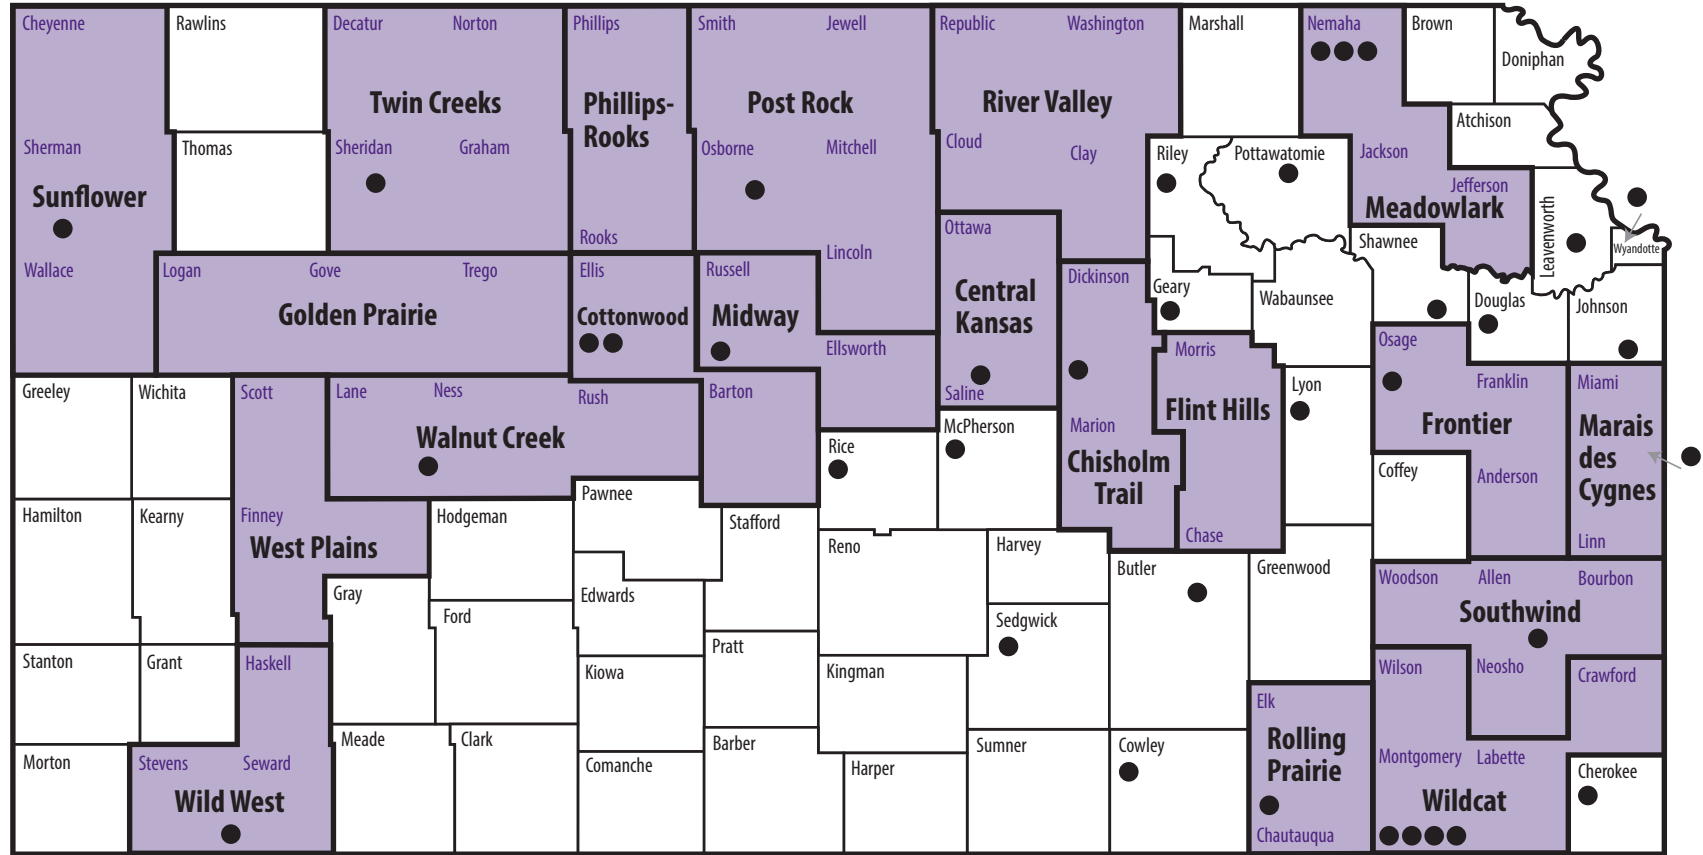 Cheyenne
Rawlins
Decatur
Norton
Phillips
Smith
Jewell
Republic
Washington
Marshall
Nemaha
Brown
Doniphan
Twin Creeks
Phillips-
Rooks
Post Rock
River Valley
Atchison
Sherman
Thomas
Sheridan
Graham
Osborne
Mitchell
Cloud
Clay
Riley
Pottawatomie
Jackson
Jefferson
Sunflower
Meadowlark
Leavenworth
Rooks
Ottawa
Shawnee
Wyandotte
Wallace
Logan
Gove
Trego
Ellis
Russell
Lincoln
Dickinson
Geary
Wabaunsee
Douglas
Johnson
Golden Prairie
Cottonwood
Midway
Central
Kansas
Ellsworth
Morris
Osage
Greeley
Wichita
Scott
Lane
Ness
Rush
Barton
Saline
Lyon
Franklin
Miami
Walnut Creek
Rice
McPherson
Marion
Flint Hills
Frontier
Marais
des
Cygnes
Chisholm
Trail
Coffey
Anderson
Hamilton
Kearny
Finney
Hodgeman
Pawnee
Stafford
West Plains
Reno
Harvey
Chase
Linn
Gray
Ford
Edwards
Butler
Greenwood
Woodson
Allen
Bourbon
Sedgwick
Southwind
Stanton
Grant
Haskell
Kiowa
Pratt
Kingman
Wilson
Neosho
Crawford
Elk
Morton
Stevens
Seward
Meade
Clark
Comanche
Barber
Harper
Sumner
Cowley
Rolling
Prairie
Montgomery
Labette
Cherokee
Wild West
Wildcat
Chautauqua